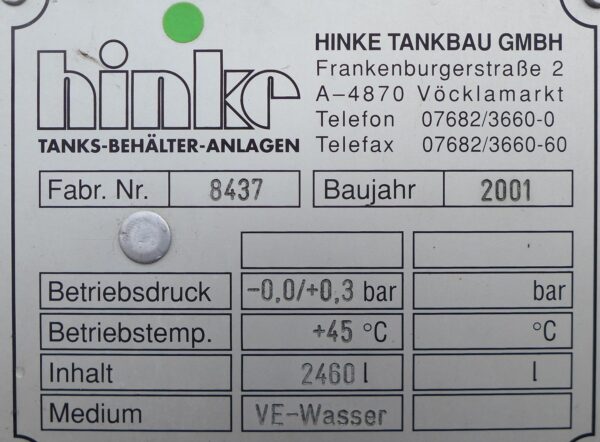 hinke
TANKS-BEHÄLTER-ANLAGEN
HINKE TANKBAU GMBH
Frankenburgerstraße 2
A-4870 Vöcklamarkt
Telefon 07682/3660-0
Telefax 07682/3660-60
Fabr. Nr. 8437 Baujahr 2001
Betriebsdruck -0,0/+0,3 bar bar
Betriebstemp. +45 °C °C
Inhalt 2460 l l
Medium VE-Wasser